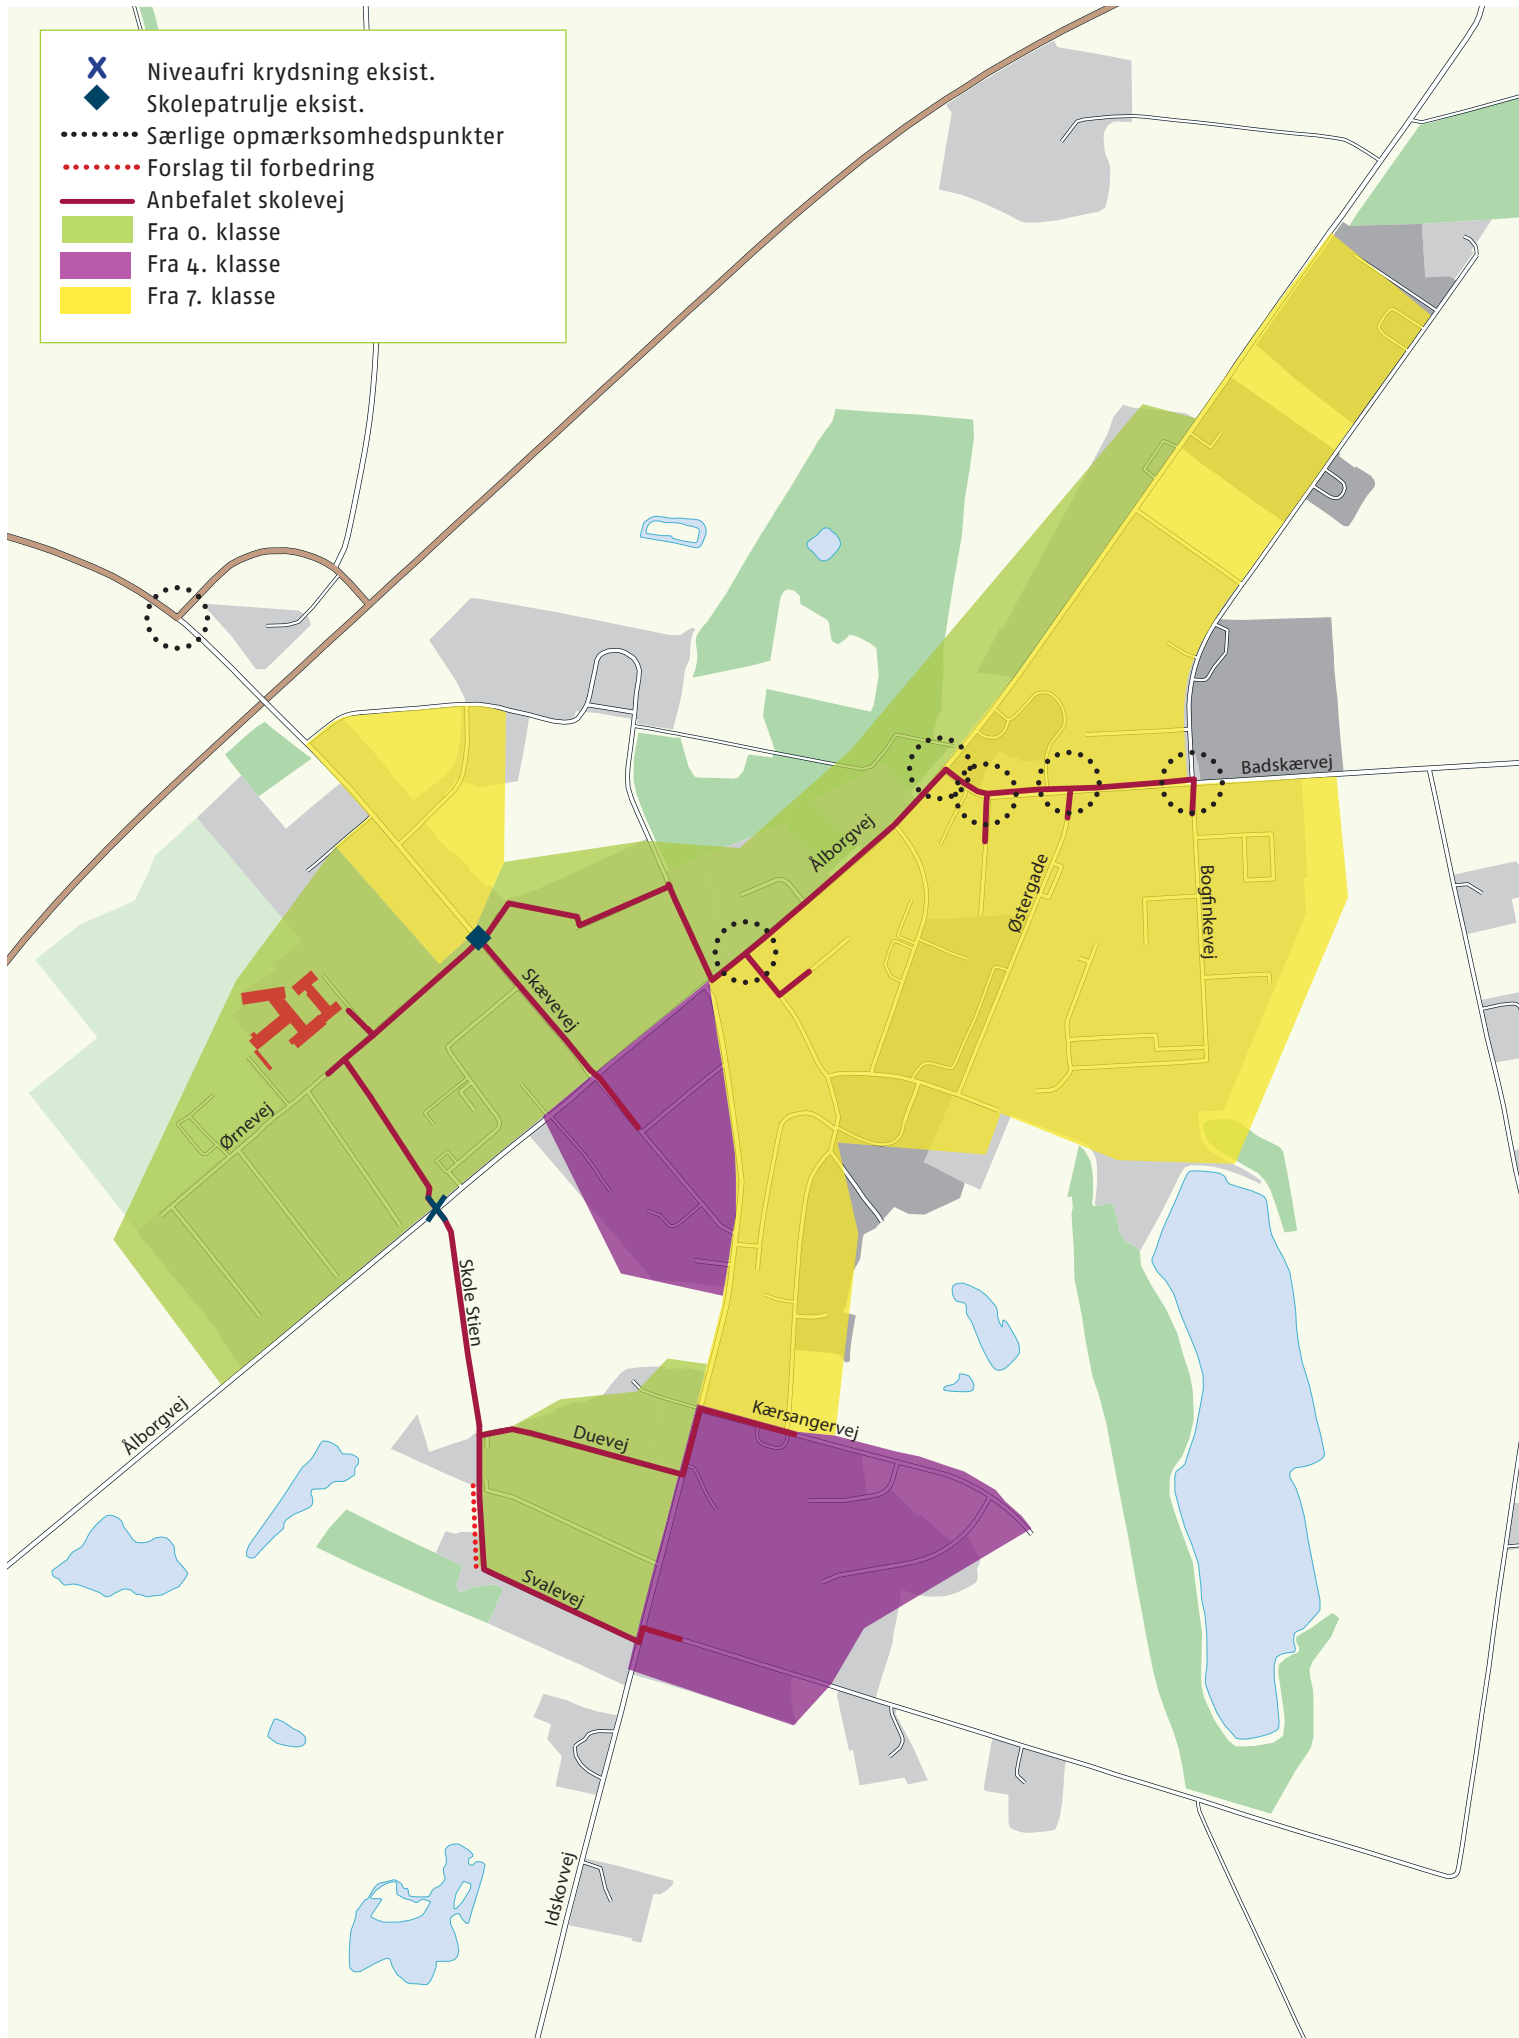 Niveaufri krydsning eksist.
Skolepatrulje eksist.
Særlige opmærksomhedspunkter
Forslag til forbedring
Anbefalet skolevej
Fra 0. klasse
Fra 4. klasse
Fra 7. klasse
Badskærvej
Ålborgvej
Østergade
Bogfinkevej
Skævevej
Ørnevej
Skole Stien
Ålborgvej
Kærsangervej
Duevej
Svalevej
Idskovvej